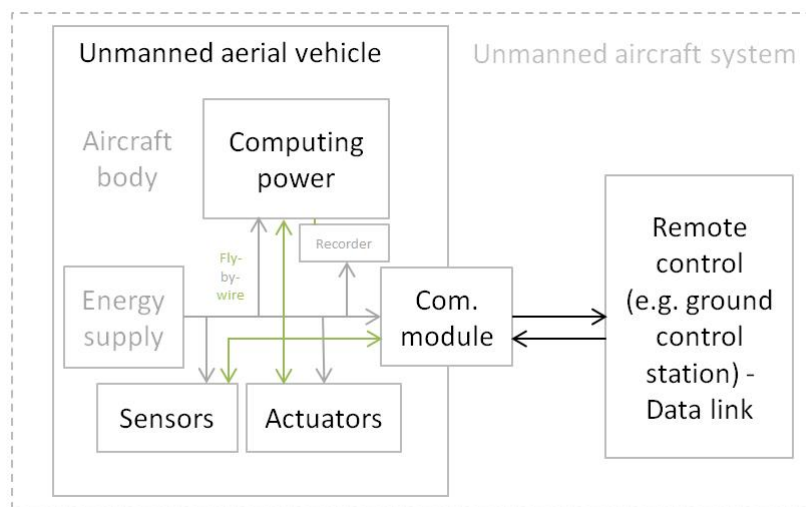 Unmanned aerial vehicle
Unmanned aircraft system
Aircraft
body
Computing
power
Recorder
Fly-
by-
wire
Energy
supply
Com.
module
Sensors
Actuators
Remote
control
(e.g. ground
control
station) -
Data link